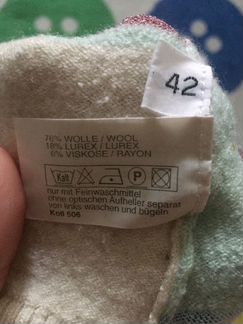 42
76% WOLLE / WOOL
18% LUREX / LUREX
6% VISKOSE / RAYON
Kalt
P
nur mit Feinwaschmittel
ohne optischen Aufheller separat
von links waschen und bügeln
Koll 506